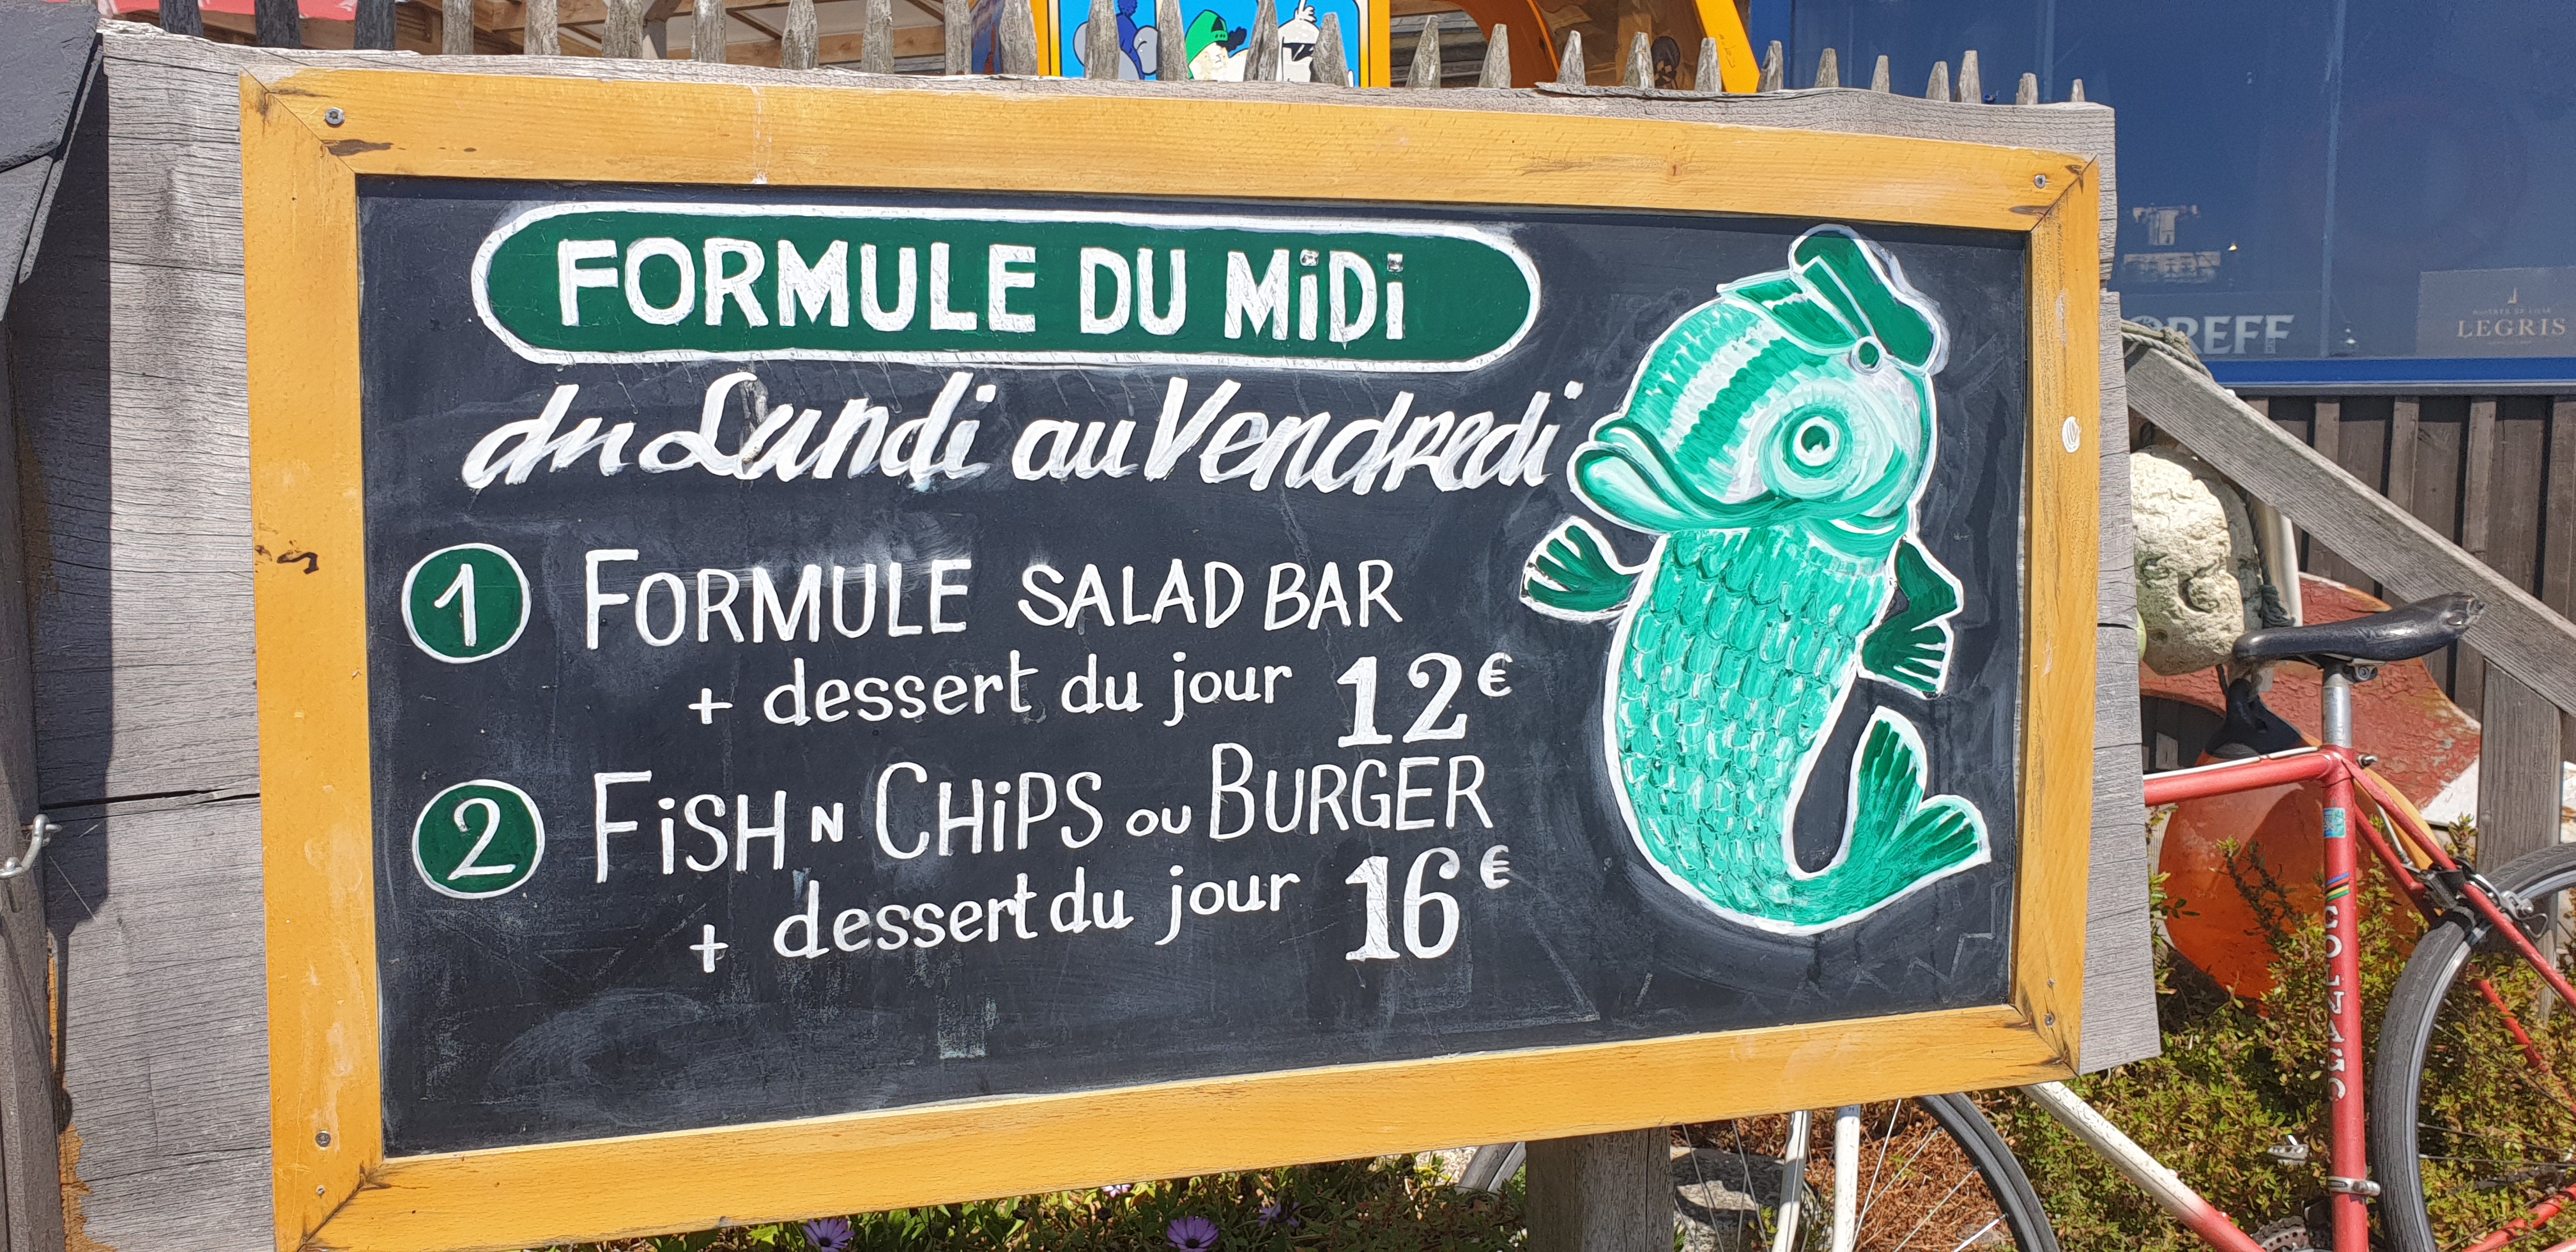 FORMULE DU MiDi
du Lundi au Vendredi
1 FORMULE SALAD BAR
+ dessert du jour 12€
2 FiSH N CHiPS ou BURGER
+ dessert du jour 16€
LEGRIS
COLNAGO